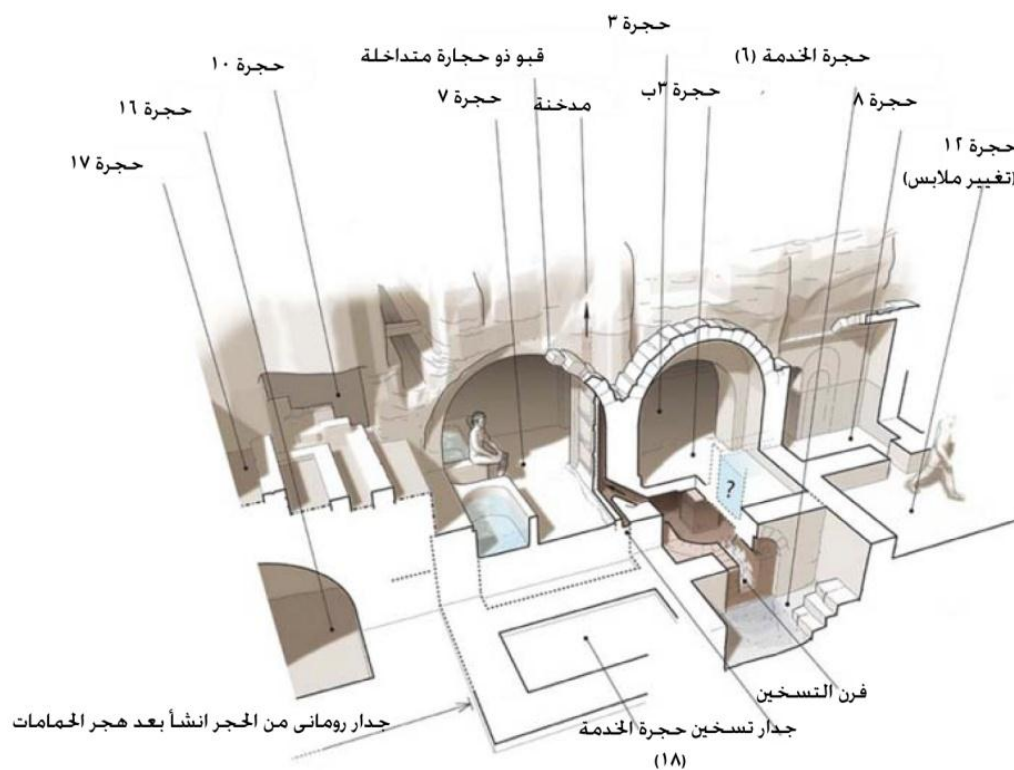 حجرة ٣
حجرة الخدمة (٦)
قبو ذو حجارة متداخلة
حجرة ١٠
حجرة ٨
حجرة ٣ب
مدخنة
حجرة ٧
حجرة ١٦
حجرة ١٢
(تغيير ملابس)
حجرة ١٧
?
فرن التسخين
جدار رومانى من الحجر انشأ بعد هجر الحمامات
جدار تسخين حجرة الخدمة
(١٨)